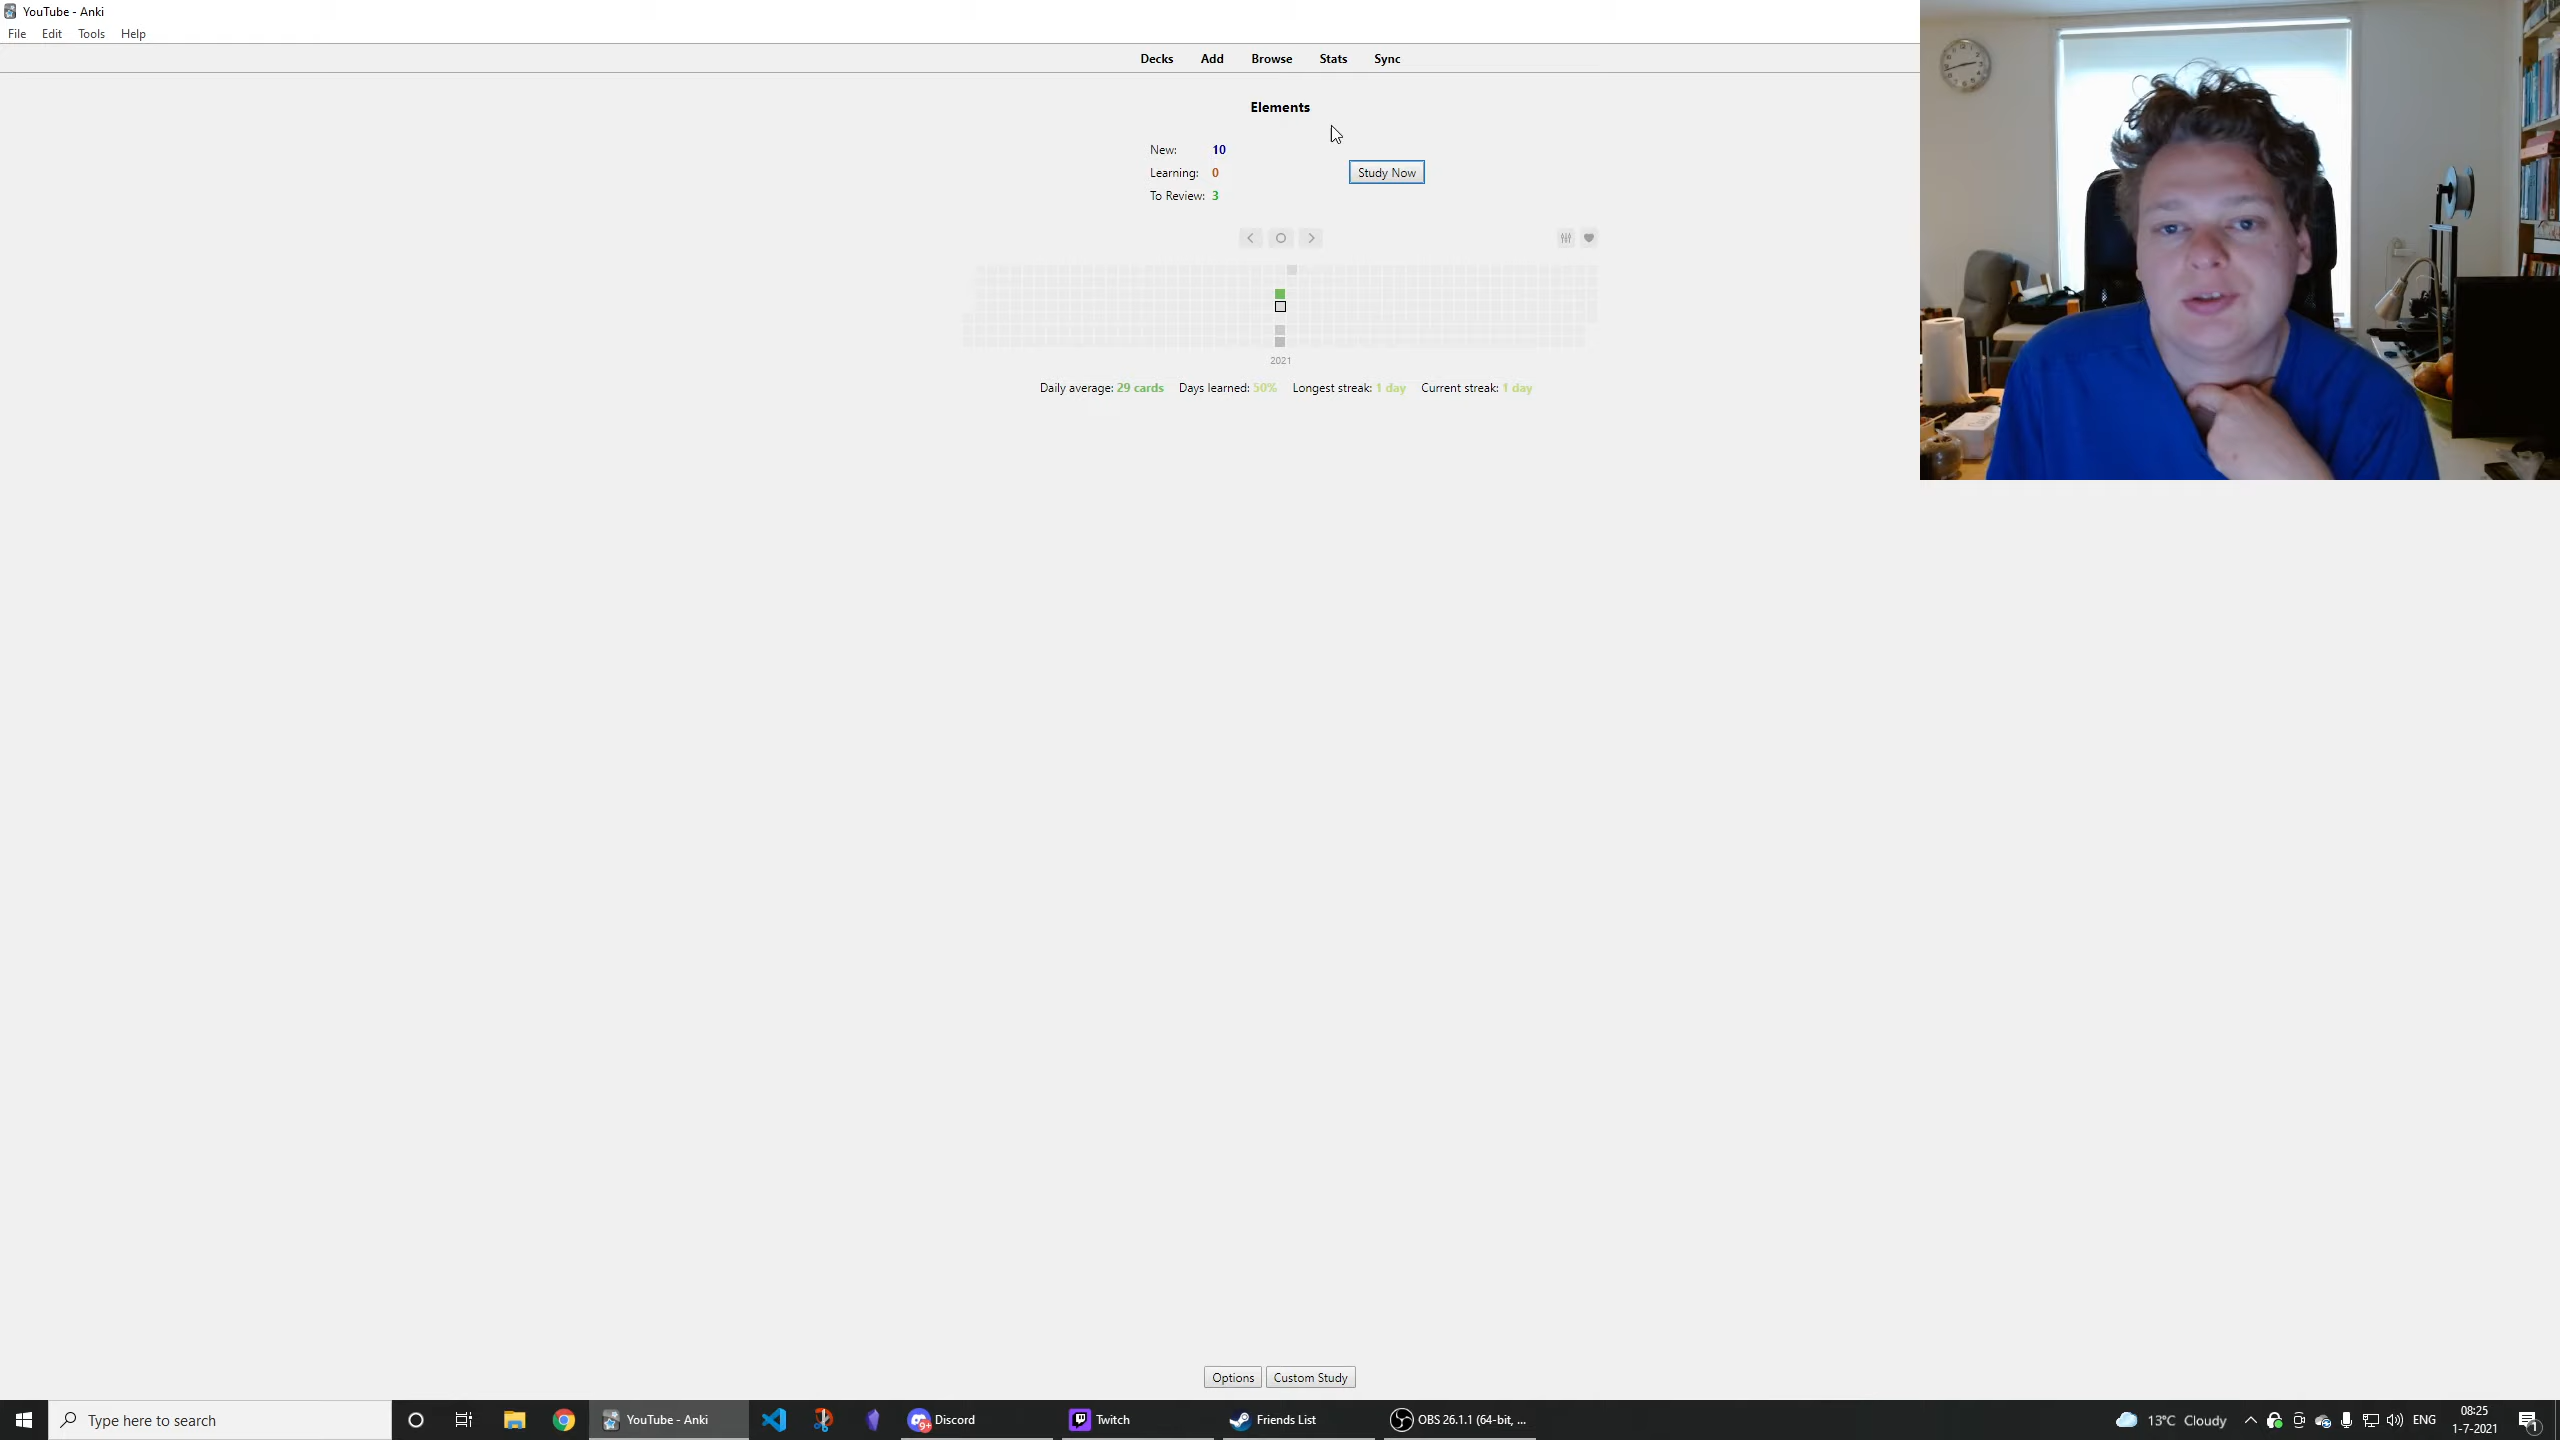 YouTube - Anki
File Edit Tools Help
Decks Add Browse Stats Sync
Elements
New: 10
Learning: 0
To Review: 3
Study Now
2021
Daily average: 29 cards Days learned: 50% Longest streak: 1 day Current streak: 1 day
Options Custom Study
Type here to search
YouTube - Anki
9+ Discord
Twitch
Friends List
OBS 26.1.1 (64-bit, ...
13°C Cloudy
ENG
08:25
1-7-2021
1